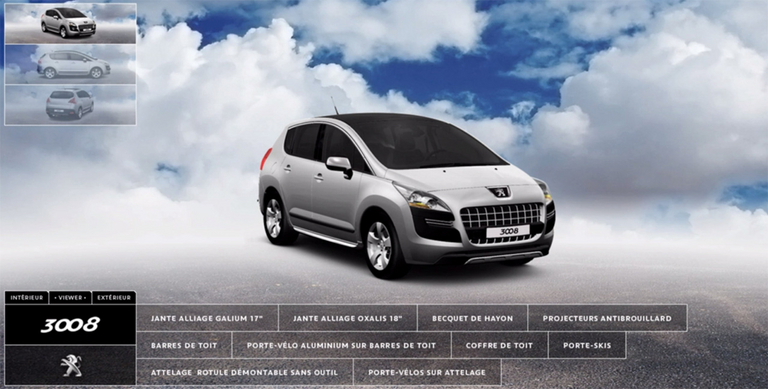 3008
INTÉRIEUR • VIEWER • EXTÉRIEUR
3008
JANTE ALLIAGE GALIUM 17" JANTE ALLIAGE OXALIS 18" BECQUET DE HAYON PROJECTEURS ANTIBROUILLARD
BARRES DE TOIT PORTE-VÉLO ALUMINIUM SUR BARRES DE TOIT COFFRE DE TOIT PORTE-SKIS
ATTELAGE ROTULE DÉMONTABLE SANS OUTIL PORTE-VÉLOS SUR ATTELAGE